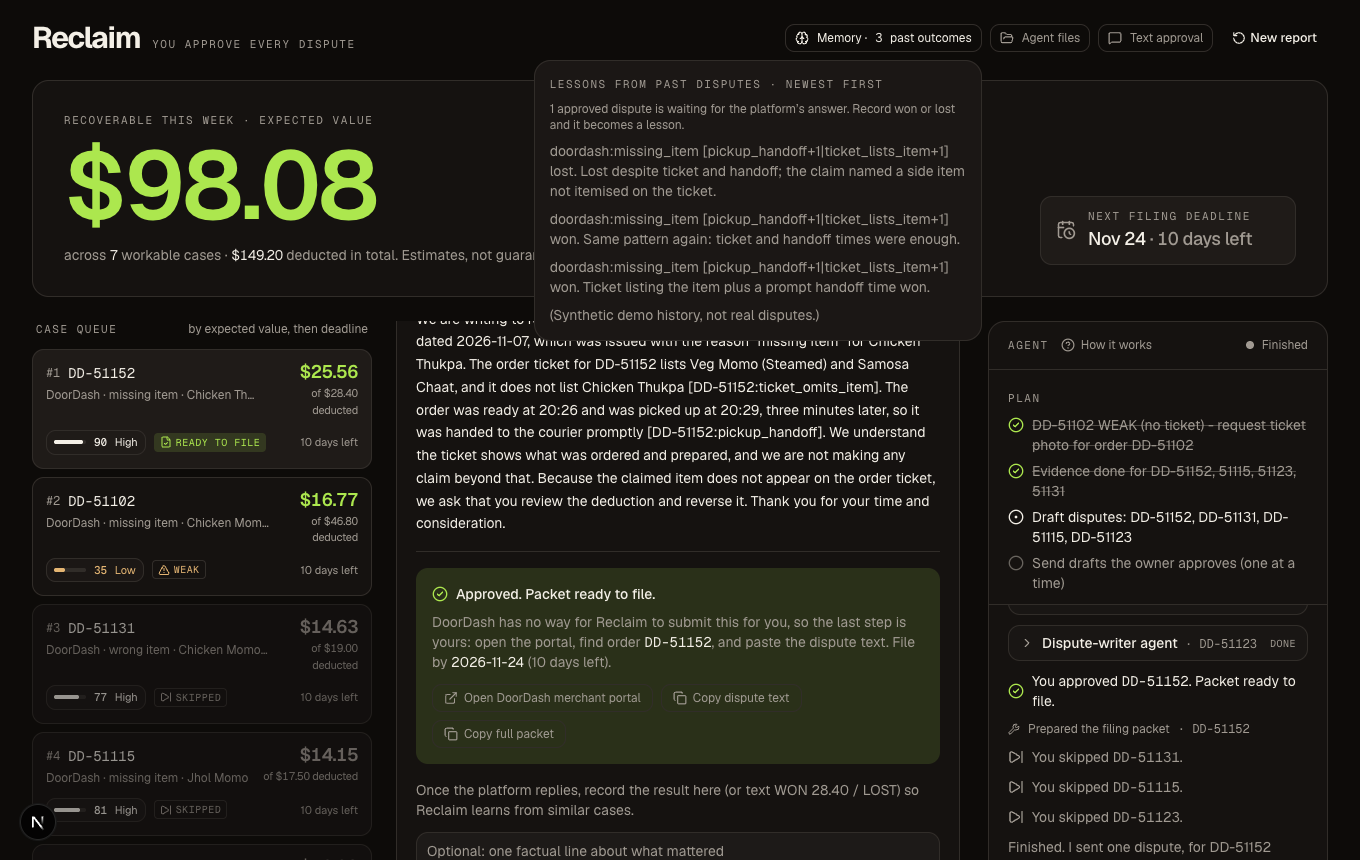 Reclaim YOU APPROVE EVERY DISPUTE
Memory · 3 past outcomes
Agent files
Text approval
New report
RECOVERABLE THIS WEEK · EXPECTED VALUE
$98.08
across 7 workable cases · $149.20 deducted in total. Estimates, not
LESSONS FROM PAST DISPUTES · NEWEST FIRST
1 approved dispute is waiting for the platform's answer. Record won or lost
and it becomes a lesson.
doordash:missing_item [pickup_handoff+1|ticket_lists_item+1]
lost. Lost despite ticket and handoff; the claim named a side item
not itemised on the ticket.
doordash:missing_item [pickup_handoff+1|ticket_lists_item+1]
won. Same pattern again: ticket and handoff times were enough.
doordash:missing_item [pickup_handoff+1|ticket_lists_item+1]
won. Ticket listing the item plus a prompt handoff time won.
(Synthetic demo history, not real disputes.)
NEXT FILING DEADLINE
Nov 24 · 10 days left
CASE QUEUE by expected value, then deadline
#1 DD-51152 $25.56
DoorDash · missing item · Chicken Th… of $28.40
deducted
90 High READY TO FILE 10 days left
#2 DD-51102 $16.77
DoorDash · missing item · Chicken Mom… of $46.80
deducted
35 Low WEAK 10 days left
#3 DD-51131 $14.63
DoorDash · wrong item · Chicken Momo… of $19.00
deducted
77 High SKIPPED 10 days left
#4 DD-51115 $14.15
DoorDash · missing item · Jhol Momo of $17.50 deducted
81 High SKIPPED 10 days left
N
We are writing to
dated 2026-11-07, which was issued with the reason "missing item" for Chicken
Thukpa. The order ticket for DD-51152 lists Veg Momo (Steamed) and Samosa
Chaat, and it does not list Chicken Thukpa [DD-51152:ticket_omits_item]. The
order was ready at 20:26 and was picked up at 20:29, three minutes later, so it
was handed to the courier promptly [DD-51152:pickup_handoff]. We understand
the ticket shows what was ordered and prepared, and we are not making any
claim beyond that. Because the claimed item does not appear on the order ticket,
we ask that you review the deduction and reverse it. Thank you for your time and
consideration.
Approved. Packet ready to file.
DoorDash has no way for Reclaim to submit this for you, so the last step is
yours: open the portal, find order DD-51152, and paste the dispute text. File
by 2026-11-24 (10 days left).
Open DoorDash merchant portal
Copy dispute text
Copy full packet
Once the platform replies, record the result here (or text WON 28.40 / LOST) so
Reclaim learns from similar cases.
Optional: one factual line about what mattered
AGENT How it works Finished
PLAN
DD-51102 WEAK (no ticket) - request ticket
photo for order DD-51102
Evidence done for DD-51152, 51115, 51123,
51131
Draft disputes: DD-51152, DD-51131, DD-
51115, DD-51123
Send drafts the owner approves (one at a
time)
Dispute-writer agent · DD-51123 DONE
You approved DD-51152. Packet ready to
file.
Prepared the filing packet · DD-51152
You skipped DD-51131.
You skipped DD-51115.
You skipped DD-51123.
Finished. I sent one dispute, for DD-51152